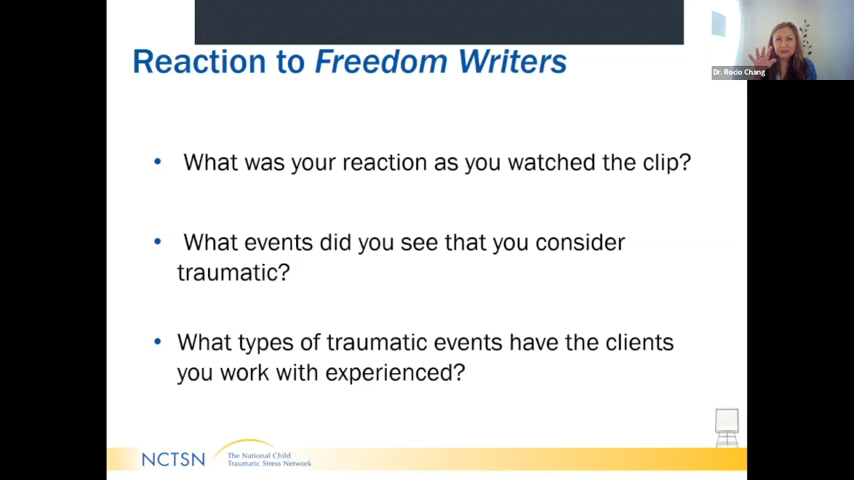 Reaction to Freedom Writers
Dr. Rocio Chang
• What was your reaction as you watched the clip?
• What events did you see that you consider
traumatic?
• What types of traumatic events have the clients
you work with experienced?
NCTSN
The National Child
Traumatic Stress Network